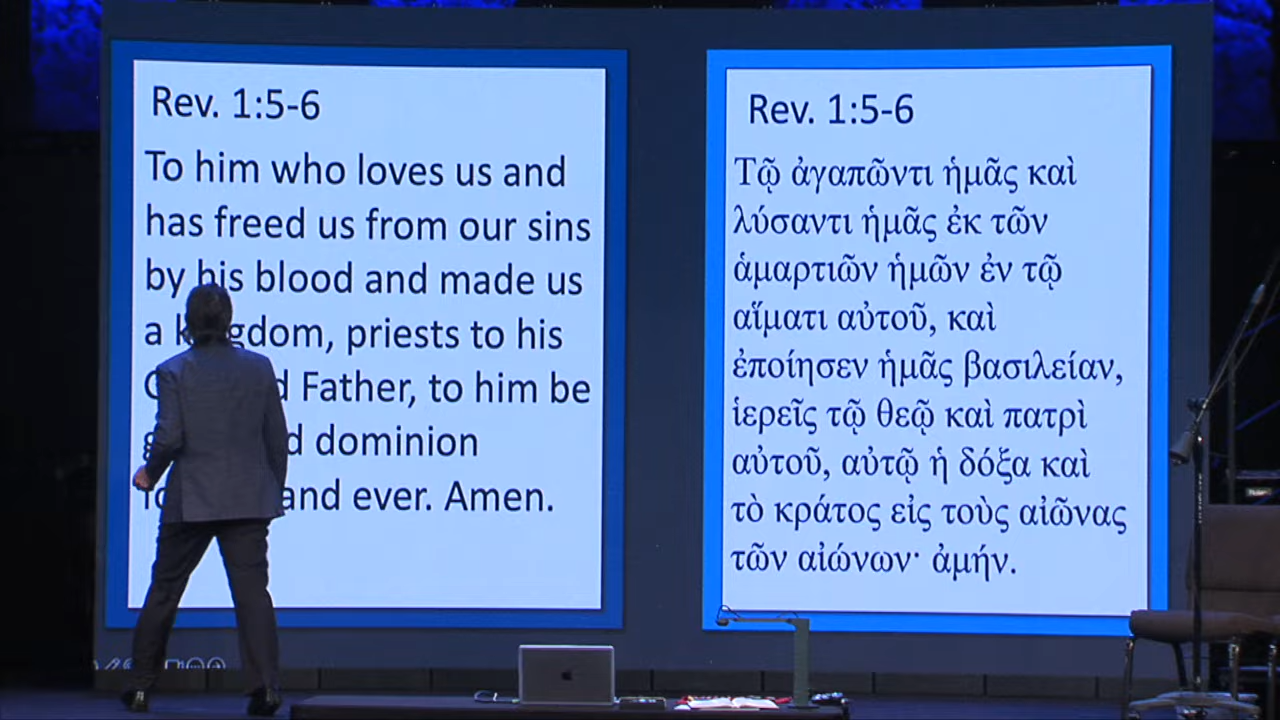 Rev. 1:5-6
To him who loves us and
has freed us from our sins
by his blood and made us
a kingdom, priests to his
Father, to him be
dominion
and ever. Amen.
Rev. 1:5-6
Τῷ ἀγαπῶντι ἡμᾶς καὶ
λύσαντι ἡμᾶς ἐκ τῶν
ἁμαρτιῶν ἡμῶν ἐν τῷ
αἵματι αὐτοῦ, καὶ
ἐποίησεν ἡμᾶς βασιλείαν,
ἱερεῖς τῷ θεῷ καὶ πατρὶ
αὐτοῦ, αὐτῷ ἡ δόξα καὶ
τὸ κράτος εἰς τοὺς αἰῶνας
τῶν αἰώνων· ἀμήν.